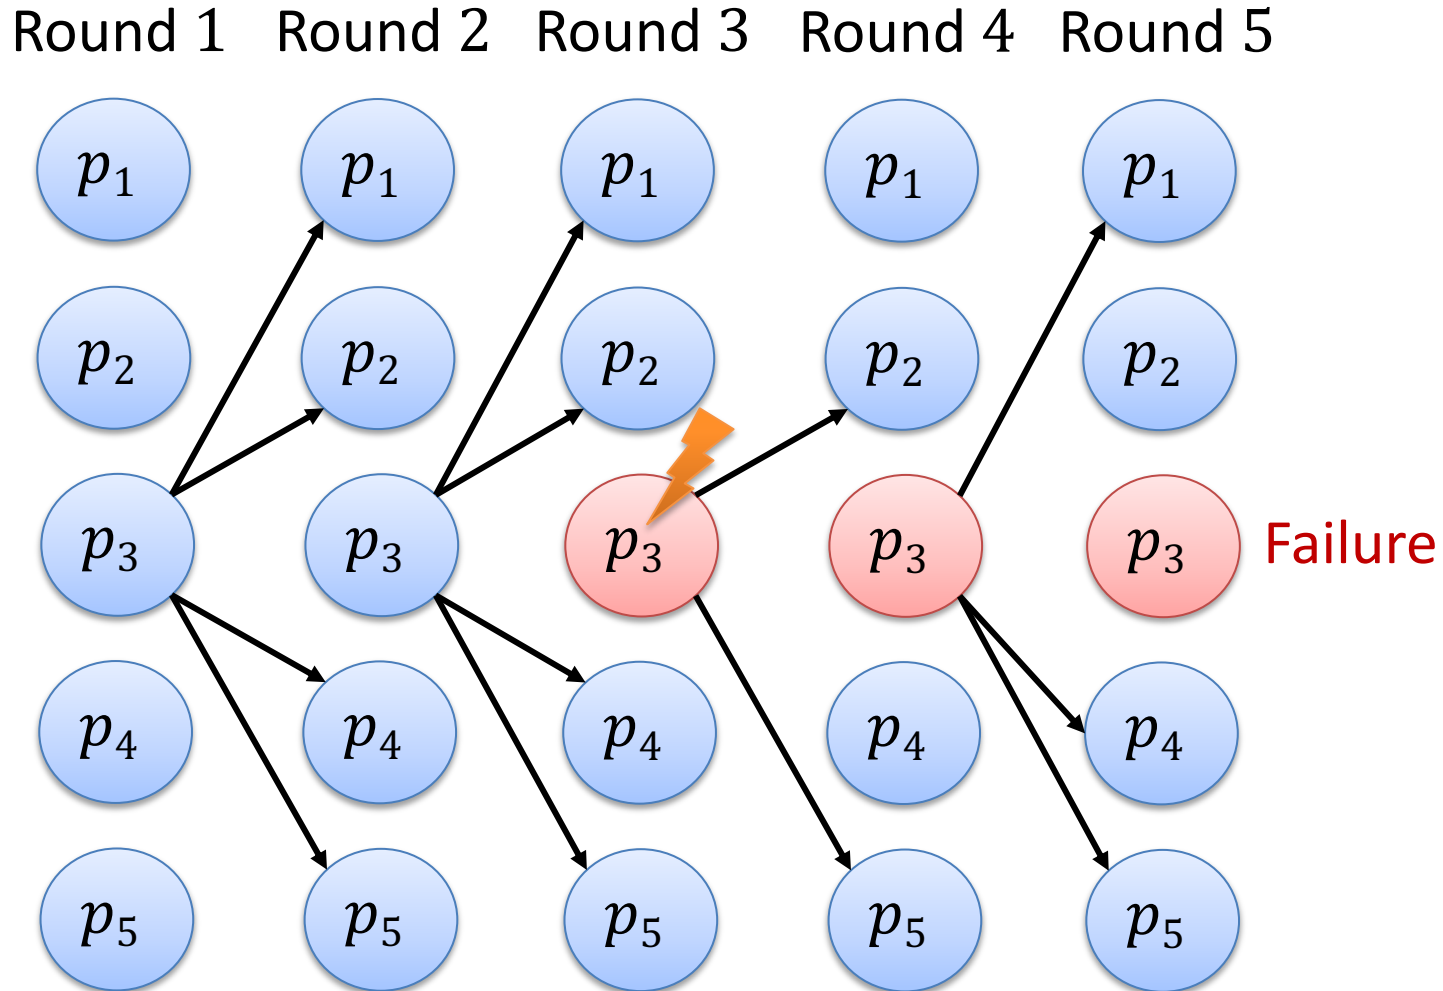 Round 1 Round 2 Round 3 Round 4 Round 5
p₁ p₁ p₁ p₁ p₁
p₂ p₂ p₂ p₂ p₂
p₃ p₃ p₃ p₃ p₃ Failure
p₄ p₄ p₄ p₄ p₄
p₅ p₅ p₅ p₅ p₅